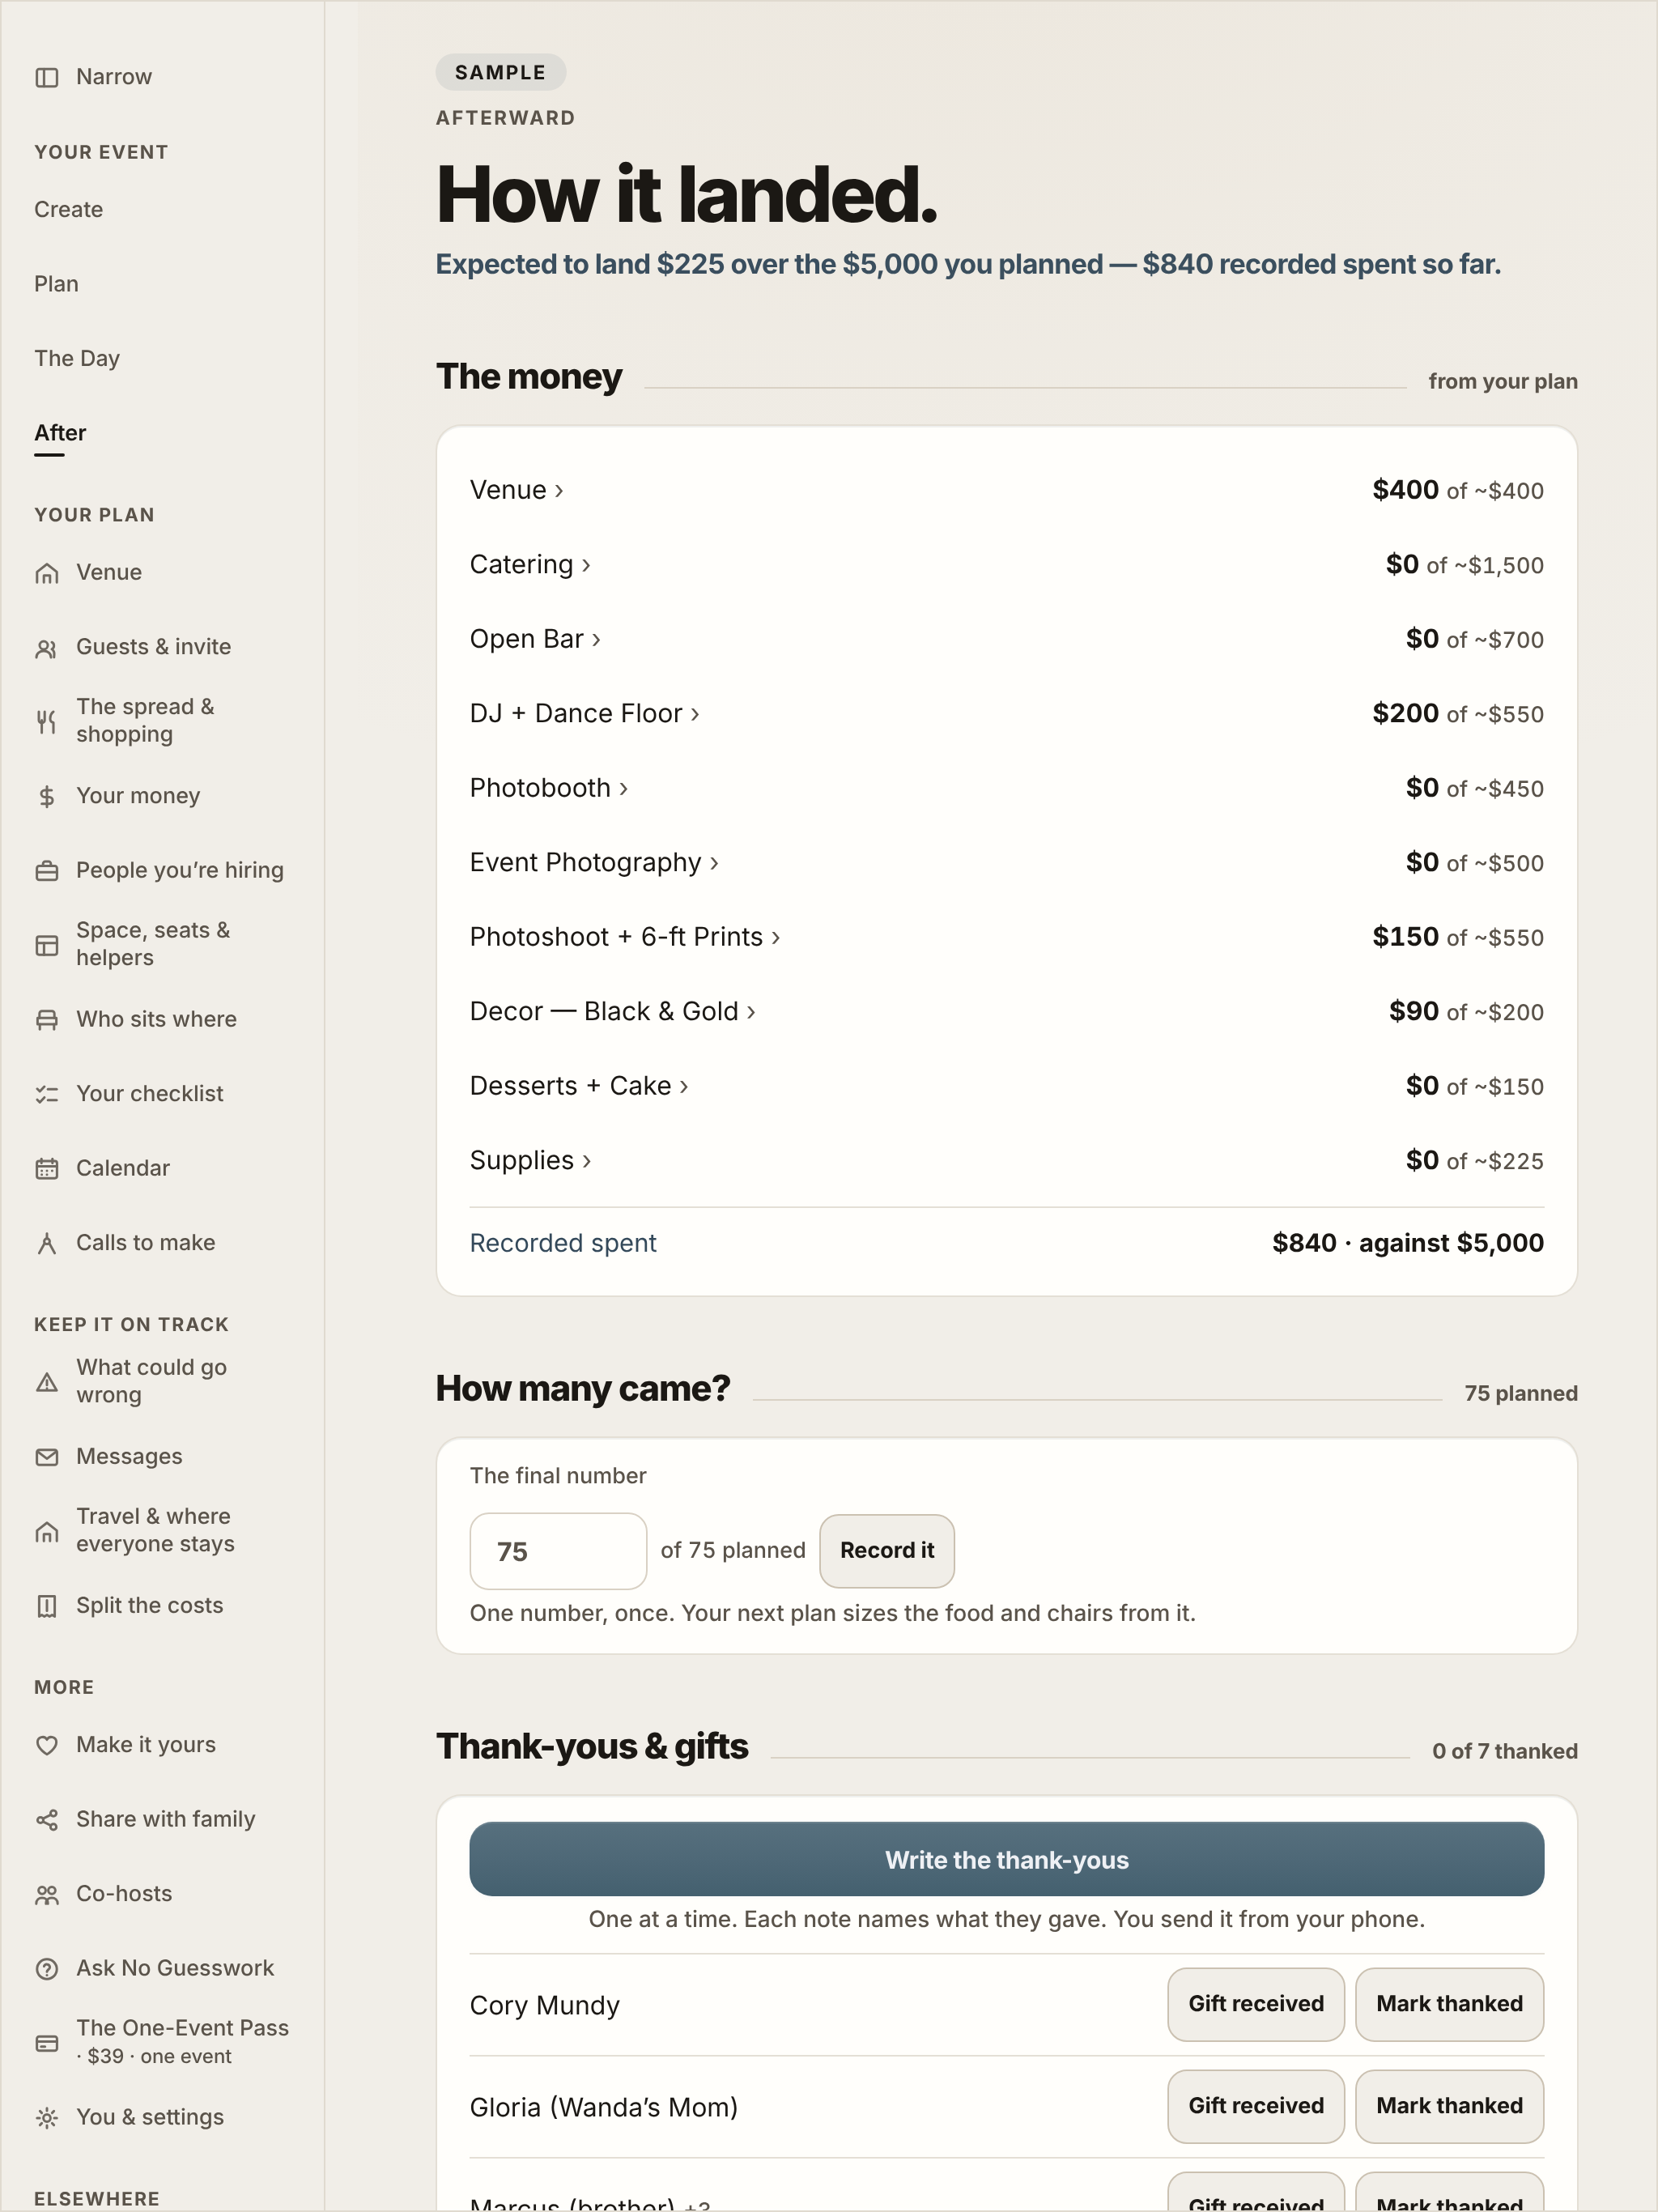 Narrow
YOUR EVENT
Create
Plan
The Day
After
YOUR PLAN
Venue
Guests & invite
The spread &
shopping
Your money
People you’re hiring
Space, seats &
helpers
Who sits where
Your checklist
Calendar
Calls to make
KEEP IT ON TRACK
What could go
wrong
Messages
Travel & where
everyone stays
Split the costs
MORE
Make it yours
Share with family
Co-hosts
Ask No Guesswork
The One-Event Pass
· $39 · one event
You & settings
ELSEWHERE
SAMPLE
AFTERWARD
How it landed.
Expected to land $225 over the $5,000 you planned — $840 recorded spent so far.
The money
from your plan
Venue › $400 of ~$400
Catering › $0 of ~$1,500
Open Bar › $0 of ~$700
DJ + Dance Floor › $200 of ~$550
Photobooth › $0 of ~$450
Event Photography › $0 of ~$500
Photoshoot + 6-ft Prints › $150 of ~$550
Decor — Black & Gold › $90 of ~$200
Desserts + Cake › $0 of ~$150
Supplies › $0 of ~$225
Recorded spent $840 · against $5,000
How many came? 75 planned
The final number
75 of 75 planned Record it
One number, once. Your next plan sizes the food and chairs from it.
Thank-yous & gifts 0 of 7 thanked
Write the thank-yous
One at a time. Each note names what they gave. You send it from your phone.
Cory Mundy Gift received Mark thanked
Gloria (Wanda’s Mom) Gift received Mark thanked
Marcus (brother) Gift received Mark thanked